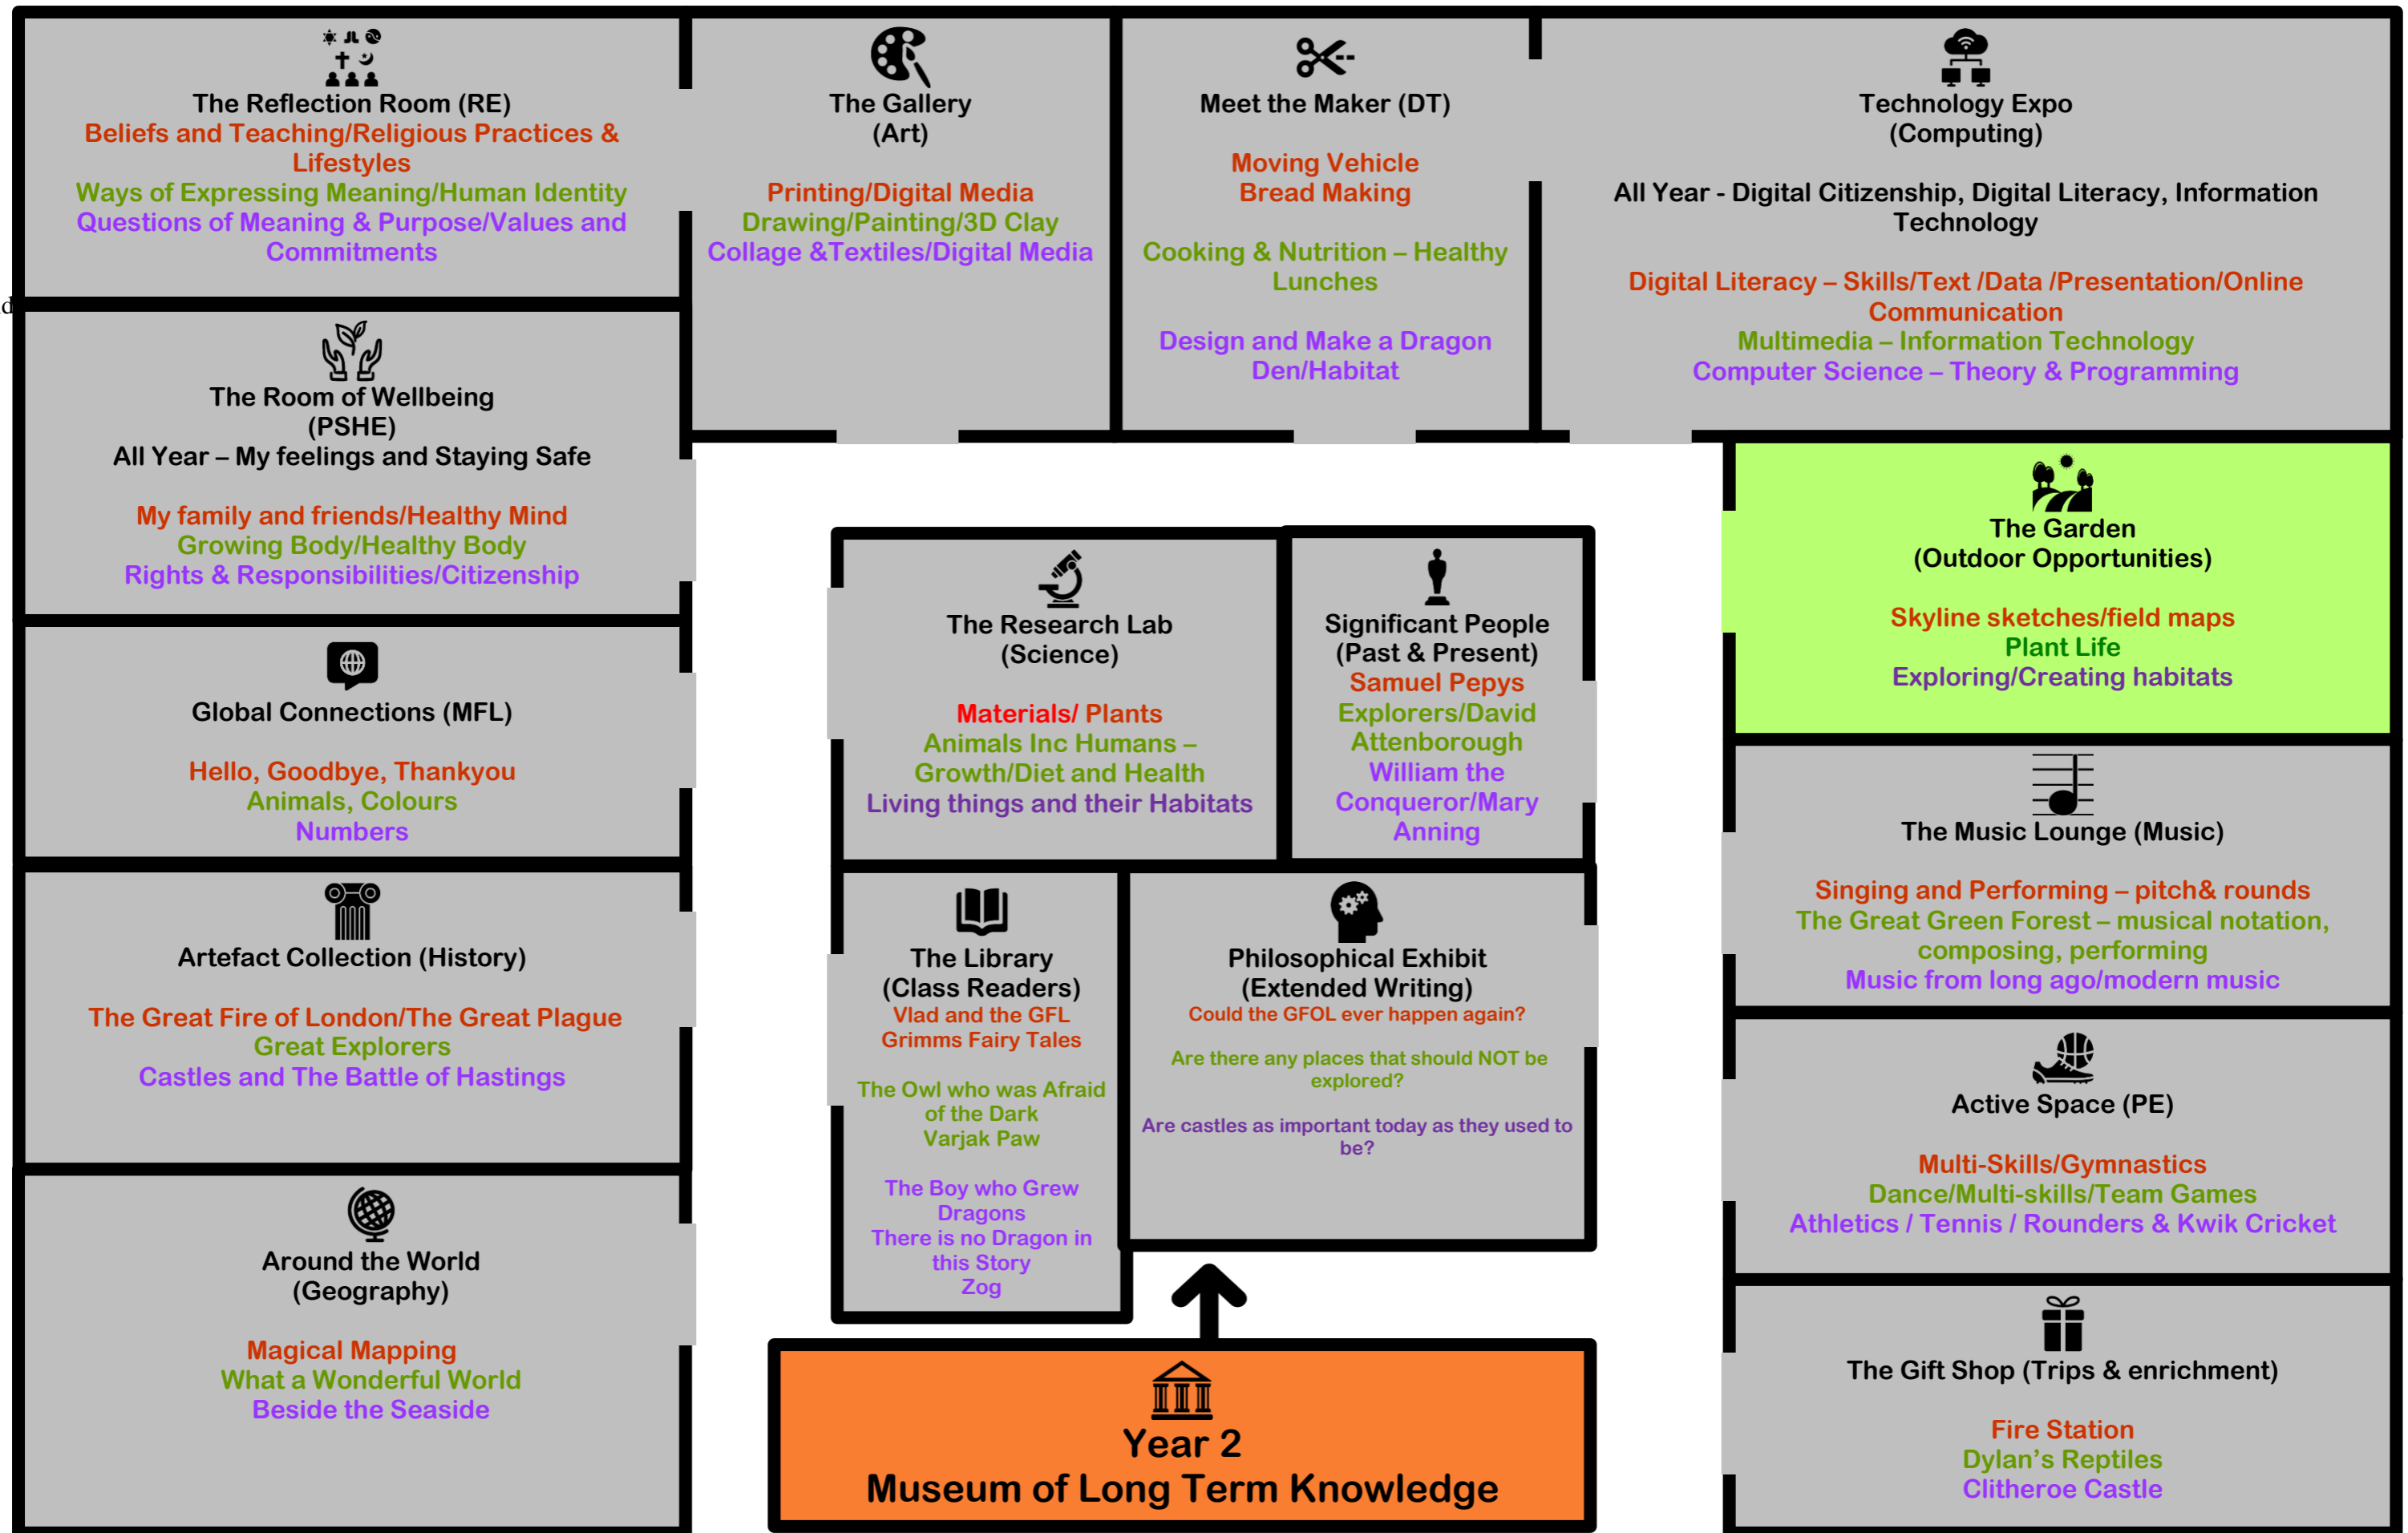 The Reflection Room (RE)
Beliefs and Teaching/Religious Practices &
Lifestyles
Ways of Expressing Meaning/Human Identity
Questions of Meaning & Purpose/Values and
Commitments
The Gallery
(Art)
Printing/Digital Media
Drawing/Painting/3D Clay
Collage &Textiles/Digital Media
Meet the Maker (DT)
Moving Vehicle
Bread Making
Cooking & Nutrition – Healthy
Lunches
Design and Make a Dragon
Den/Habitat
Technology Expo
(Computing)
All Year - Digital Citizenship, Digital Literacy, Information
Technology
Digital Literacy – Skills/Text /Data /Presentation/Online
Communication
Multimedia – Information Technology
Computer Science – Theory & Programming
The Room of Wellbeing
(PSHE)
All Year – My feelings and Staying Safe
My family and friends/Healthy Mind
Growing Body/Healthy Body
Rights & Responsibilities/Citizenship
Global Connections (MFL)
Hello, Goodbye, Thankyou
Animals, Colours
Numbers
Artefact Collection (History)
The Great Fire of London/The Great Plague
Great Explorers
Castles and The Battle of Hastings
Around the World
(Geography)
Magical Mapping
What a Wonderful World
Beside the Seaside
The Research Lab
(Science)
Materials/ Plants
Animals Inc Humans –
Growth/Diet and Health
Living things and their Habitats
Significant People
(Past & Present)
Samuel Pepys
Explorers/David
Attenborough
William the
Conqueror/Mary
Anning
The Library
(Class Readers)
Vlad and the GFL
Grimms Fairy Tales
The Owl who was Afraid
of the Dark
Varjak Paw
The Boy who Grew
Dragons
There is no Dragon in
this Story
Zog
Philosophical Exhibit
(Extended Writing)
Could the GFOL ever happen again?
Are there any places that should NOT be
explored?
Are castles as important today as they used to
be?
The Garden
(Outdoor Opportunities)
Skyline sketches/field maps
Plant Life
Exploring/Creating habitats
The Music Lounge (Music)
Singing and Performing – pitch& rounds
The Great Green Forest – musical notation,
composing, performing
Music from long ago/modern music
Active Space (PE)
Multi-Skills/Gymnastics
Dance/Multi-skills/Team Games
Athletics / Tennis / Rounders & Kwik Cricket
The Gift Shop (Trips & enrichment)
Fire Station
Dylan's Reptiles
Clitheroe Castle
Year 2
Museum of Long Term Knowledge